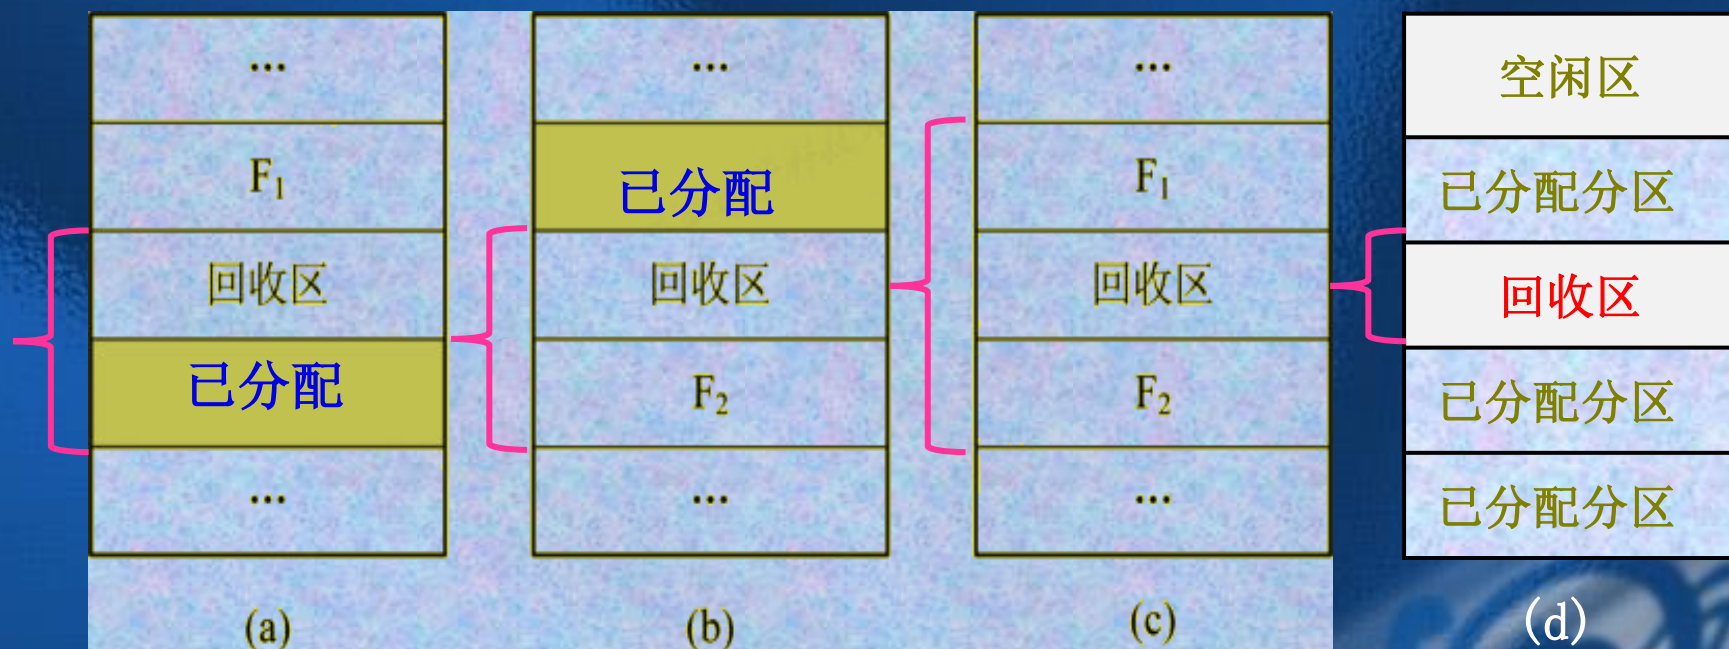 ...
F₁
回收区
已分配
...
(a)
...
已分配
回收区
F₂
...
(b)
...
F₁
回收区
F₂
...
(c)
空闲区
已分配分区
回收区
已分配分区
已分配分区
(d)